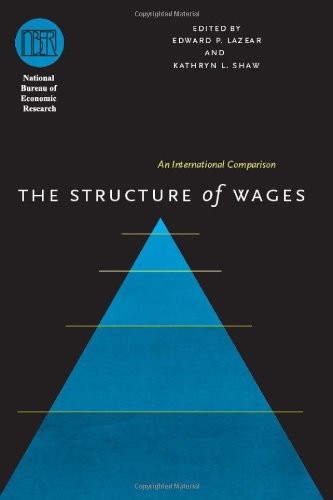 NBER
National
Bureau of
Economic
Research
EDITED BY
EDWARD P. LAZEAR
AND
KATHRYN L. SHAW
An International Comparison
THE STRUCTURE of WAGES